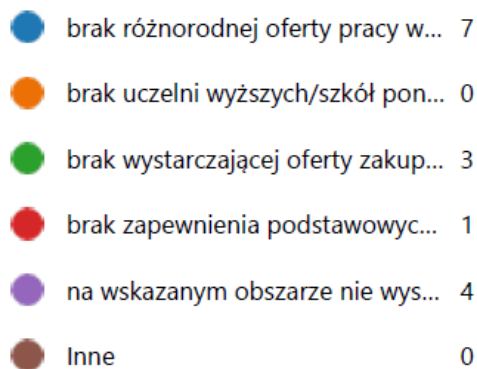 brak różnorodnej oferty pracy w... 7
brak uczelni wyższych/szkół pon... 0
brak wystarczającej oferty zakup... 3
brak zapewnienia podstawowyc... 1
na wskazanym obszarze nie wys... 4
Inne 0